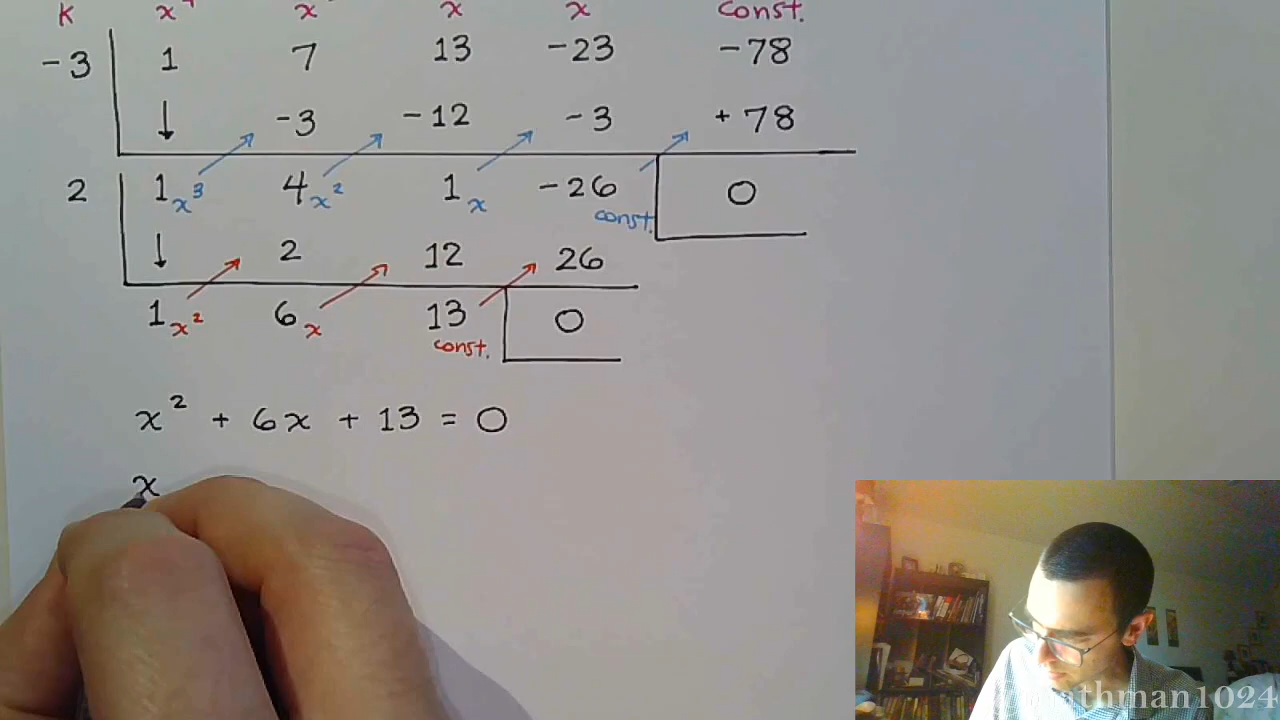 K x⁴ x x x const.
-3 1 7 13 -23 -78
-3 -12 -3 + 78
2 1x³ 4x² 1x -26 const. 0
2 12 26
1x² 6x 13 const. 0
x² + 6x + 13 = 0
x
mathman1024